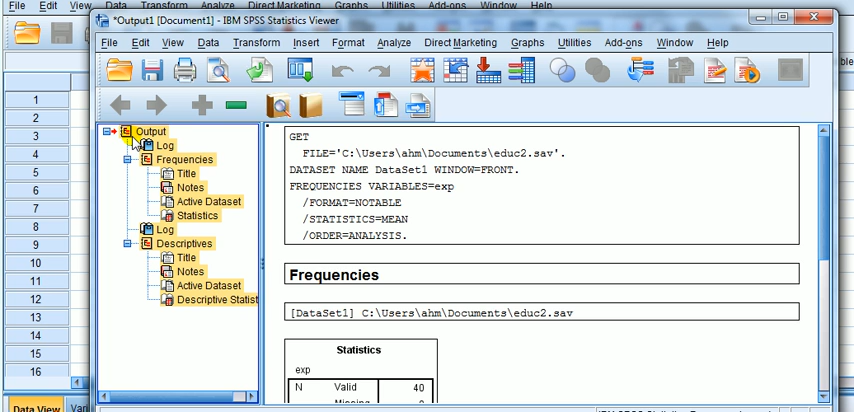 File Edit View Data Transform Direct Marketing Graphs Utilities Add-ons Window Help
*Output1 [Document1] - IBM SPSS Statistics Viewer
File Edit View Data Transform Insert Format Analyze Direct Marketing Graphs Utilities Add-ons Window Help
1
2
3
4
5
6
7
8
9
10
11
12
13
14
15
16
Data View
Output
Log
Frequencies
Title
Notes
Active Dataset
Statistics
Log
Descriptives
Title
Notes
Active Dataset
Descriptive Statist
GET
FILE='C:\Users\ahm\Documents\educ2.sav'.
DATASET NAME DataSet1 WINDOW=FRONT.
FREQUENCIES VARIABLES=exp
/FORMAT=NOTABLE
/STATISTICS=MEAN
/ORDER=ANALYSIS.
Frequencies
[DataSet1] C:\Users\ahm\Documents\educ2.sav
Statistics
exp
N Valid 40